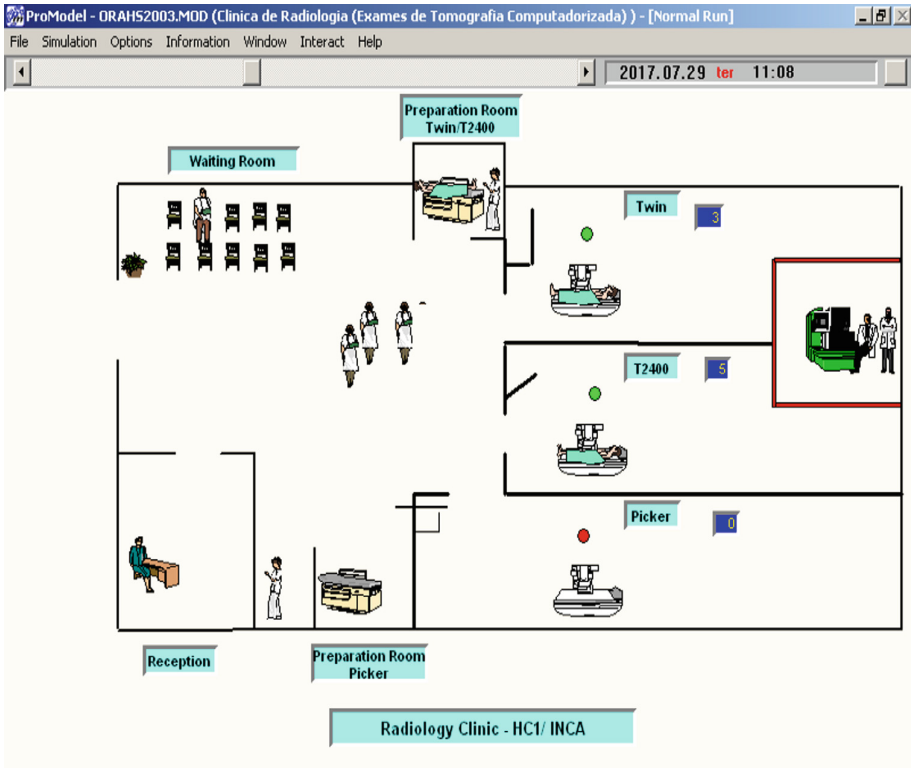 ProModel - ORAHS2003.MOD (Clinica de Radiologia (Exames de Tomografia Computadorizada) ) - [Normal Run]
File Simulation Options Information Window Interact Help
2017.07.29 ter 11:08
Preparation Room
Twin/T2400
Waiting Room
Twin
3
T2400
5
Picker
0
Reception
Preparation Room
Picker
Radiology Clinic - HC1/ INCA